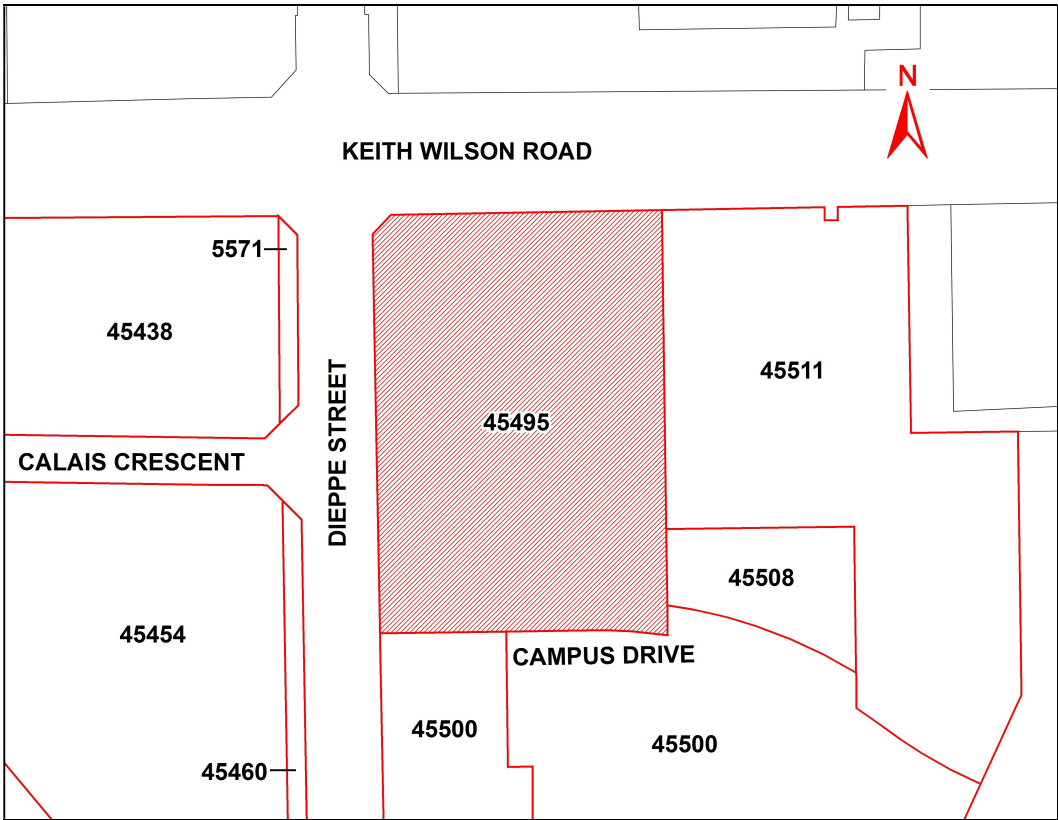 N
KEITH WILSON ROAD
5571
45438
45511
DIEPPE STREET
45495
CALAIS CRESCENT
45508
45454
CAMPUS DRIVE
45500
45500
45460